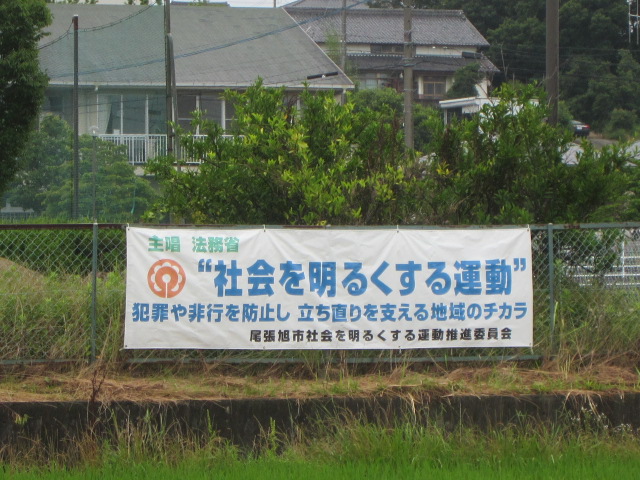 主唱 法務省
“社会を明るくする運動”
犯罪や非行を防止し 立ち直りを支える地域のチカラ
尾張旭市社会を明るくする運動推進委員会